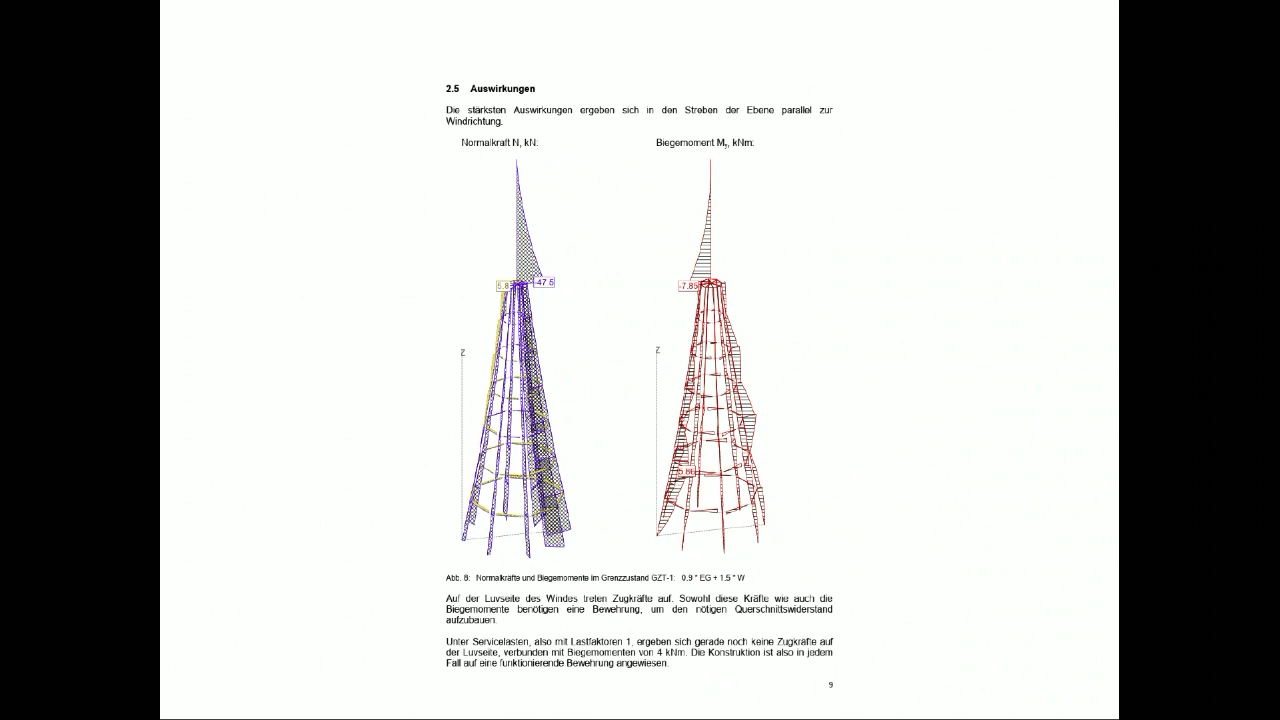 2.5 Auswirkungen
Die stärksten Auswirkungen ergeben sich in den Streben der Ebene parallel zur
Windrichtung.
Normalkraft N, kN:
Biegemoment My, kNm:
5.8
-47.5
-7.85
Z
Z
5.86
Abb. 8: Normalkräfte und Biegemomente im Grenzzustand GZT-1: 0.9 * EG + 1.5 * W
Auf der Luvseite des Windes treten Zugkräfte auf. Sowohl diese Kräfte wie auch die
Biegemomente benötigen eine Bewehrung, um den nötigen Querschnittswiderstand
aufzubauen.
Unter Servicelasten, also mit Lastfaktoren 1, ergeben sich gerade noch keine Zugkräfte auf
der Luvseite, verbunden mit Biegemomenten von 4 kNm. Die Konstruktion ist also in jedem
Fall auf eine funktionierende Bewehrung angewiesen.
9